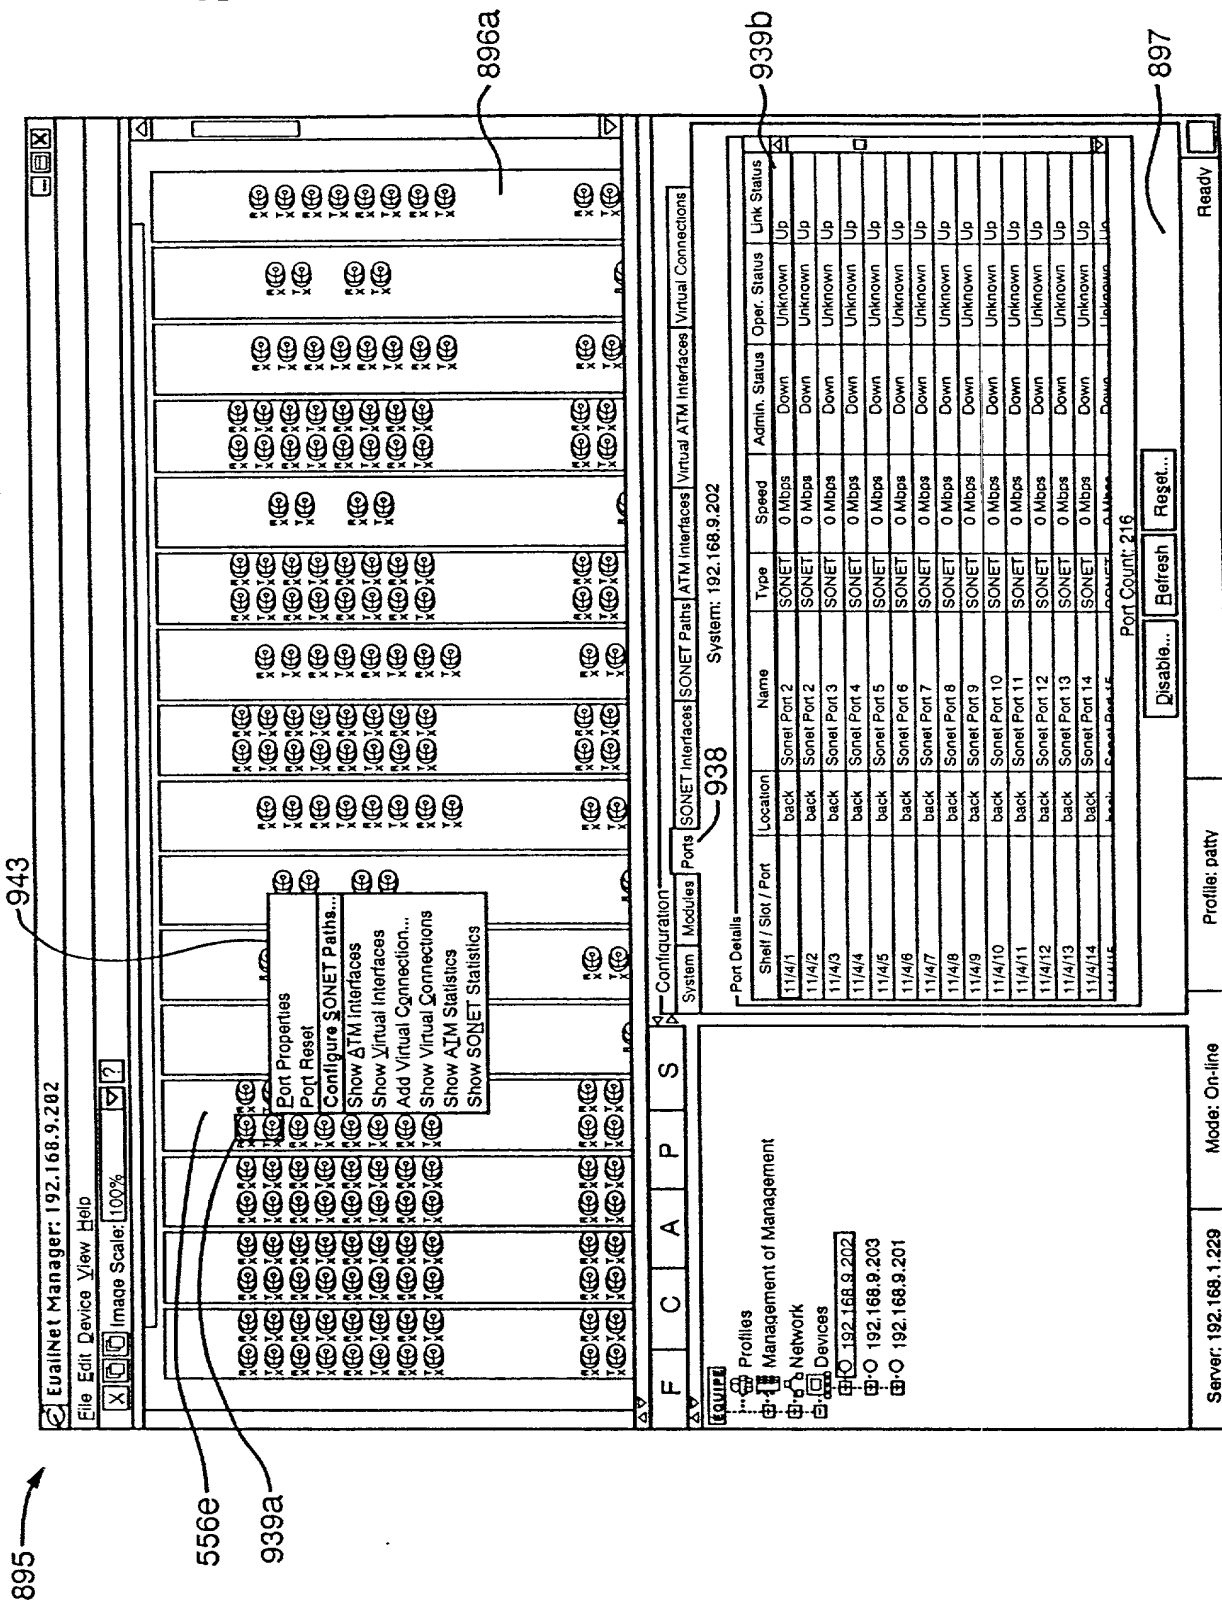 895
943
EuailNet Manager: 192.168.9.202
File Edit Device View Help
X Image Scale: 100% ?
556e
939a
896a
Port Properties
Port Reset
Configure SONET Paths...
Show ATM Interfaces
Show Virtual Interfaces
Add Virtual Connection...
Show Virtual Connections
Show ATM Statistics
Show SONET Statistics
F C A P S
EQUIPE
Profiles
Management of Management
Network
Devices
192.168.9.202
192.168.9.203
192.168.9.201
Configuration
System Modules Ports SONET Interfaces SONET Paths ATM Interfaces Virtual ATM Interfaces Virtual Connections
938
System: 192.168.9.202
939b
Port Details
Shelf / Slot / Port Location Name Type Speed Admin. Status Oper. Status Link Status
11/4/1 back Sonet Port 2 SONET 0 Mbps Down Unknown Up
11/4/2 back Sonet Port 2 SONET 0 Mbps Down Unknown Up
11/4/3 back Sonet Port 3 SONET 0 Mbps Down Unknown Up
11/4/4 back Sonet Port 4 SONET 0 Mbps Down Unknown Up
11/4/5 back Sonet Port 5 SONET 0 Mbps Down Unknown Up
11/4/6 back Sonet Port 6 SONET 0 Mbps Down Unknown Up
11/4/7 back Sonet Port 7 SONET 0 Mbps Down Unknown Up
11/4/8 back Sonet Port 8 SONET 0 Mbps Down Unknown Up
11/4/9 back Sonet Port 9 SONET 0 Mbps Down Unknown Up
11/4/10 back Sonet Port 10 SONET 0 Mbps Down Unknown Up
11/4/11 back Sonet Port 11 SONET 0 Mbps Down Unknown Up
11/4/12 back Sonet Port 12 SONET 0 Mbps Down Unknown Up
11/4/13 back Sonet Port 13 SONET 0 Mbps Down Unknown Up
11/4/14 back Sonet Port 14 SONET 0 Mbps Down Unknown Up
Port Count: 216
Disable... Refresh Reset...
897
Server: 192.168.1.229 Mode: On-line Profile: patty Ready